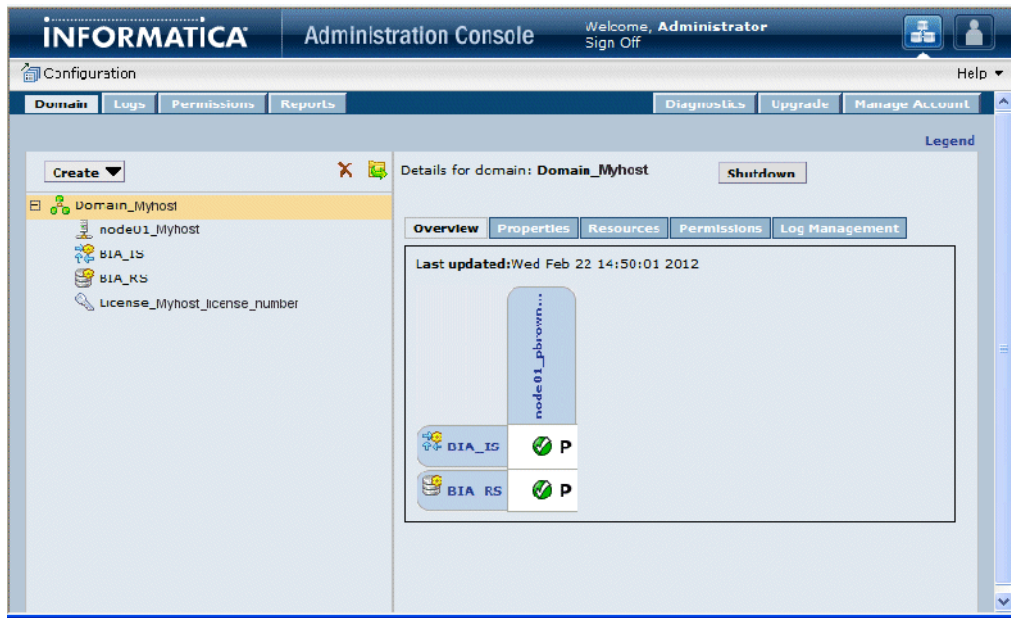 INFORMATICA Administration Console Welcome, Administrator
Sign Off
Configuration Help
Domain Logs Permissions Reports Diagnostics Upgrade Manage Account
Legend
Create Details for domain: Domain_Myhost Shutdown
Domain_Myhost
node01_Myhost
BIA_IS
BIA_RS
License_Myhost_license_number
Overview Properties Resources Permissions Log Management
Last updated:Wed Feb 22 14:50:01 2012
node01_pbrown...
BIA_IS P
BIA RS P